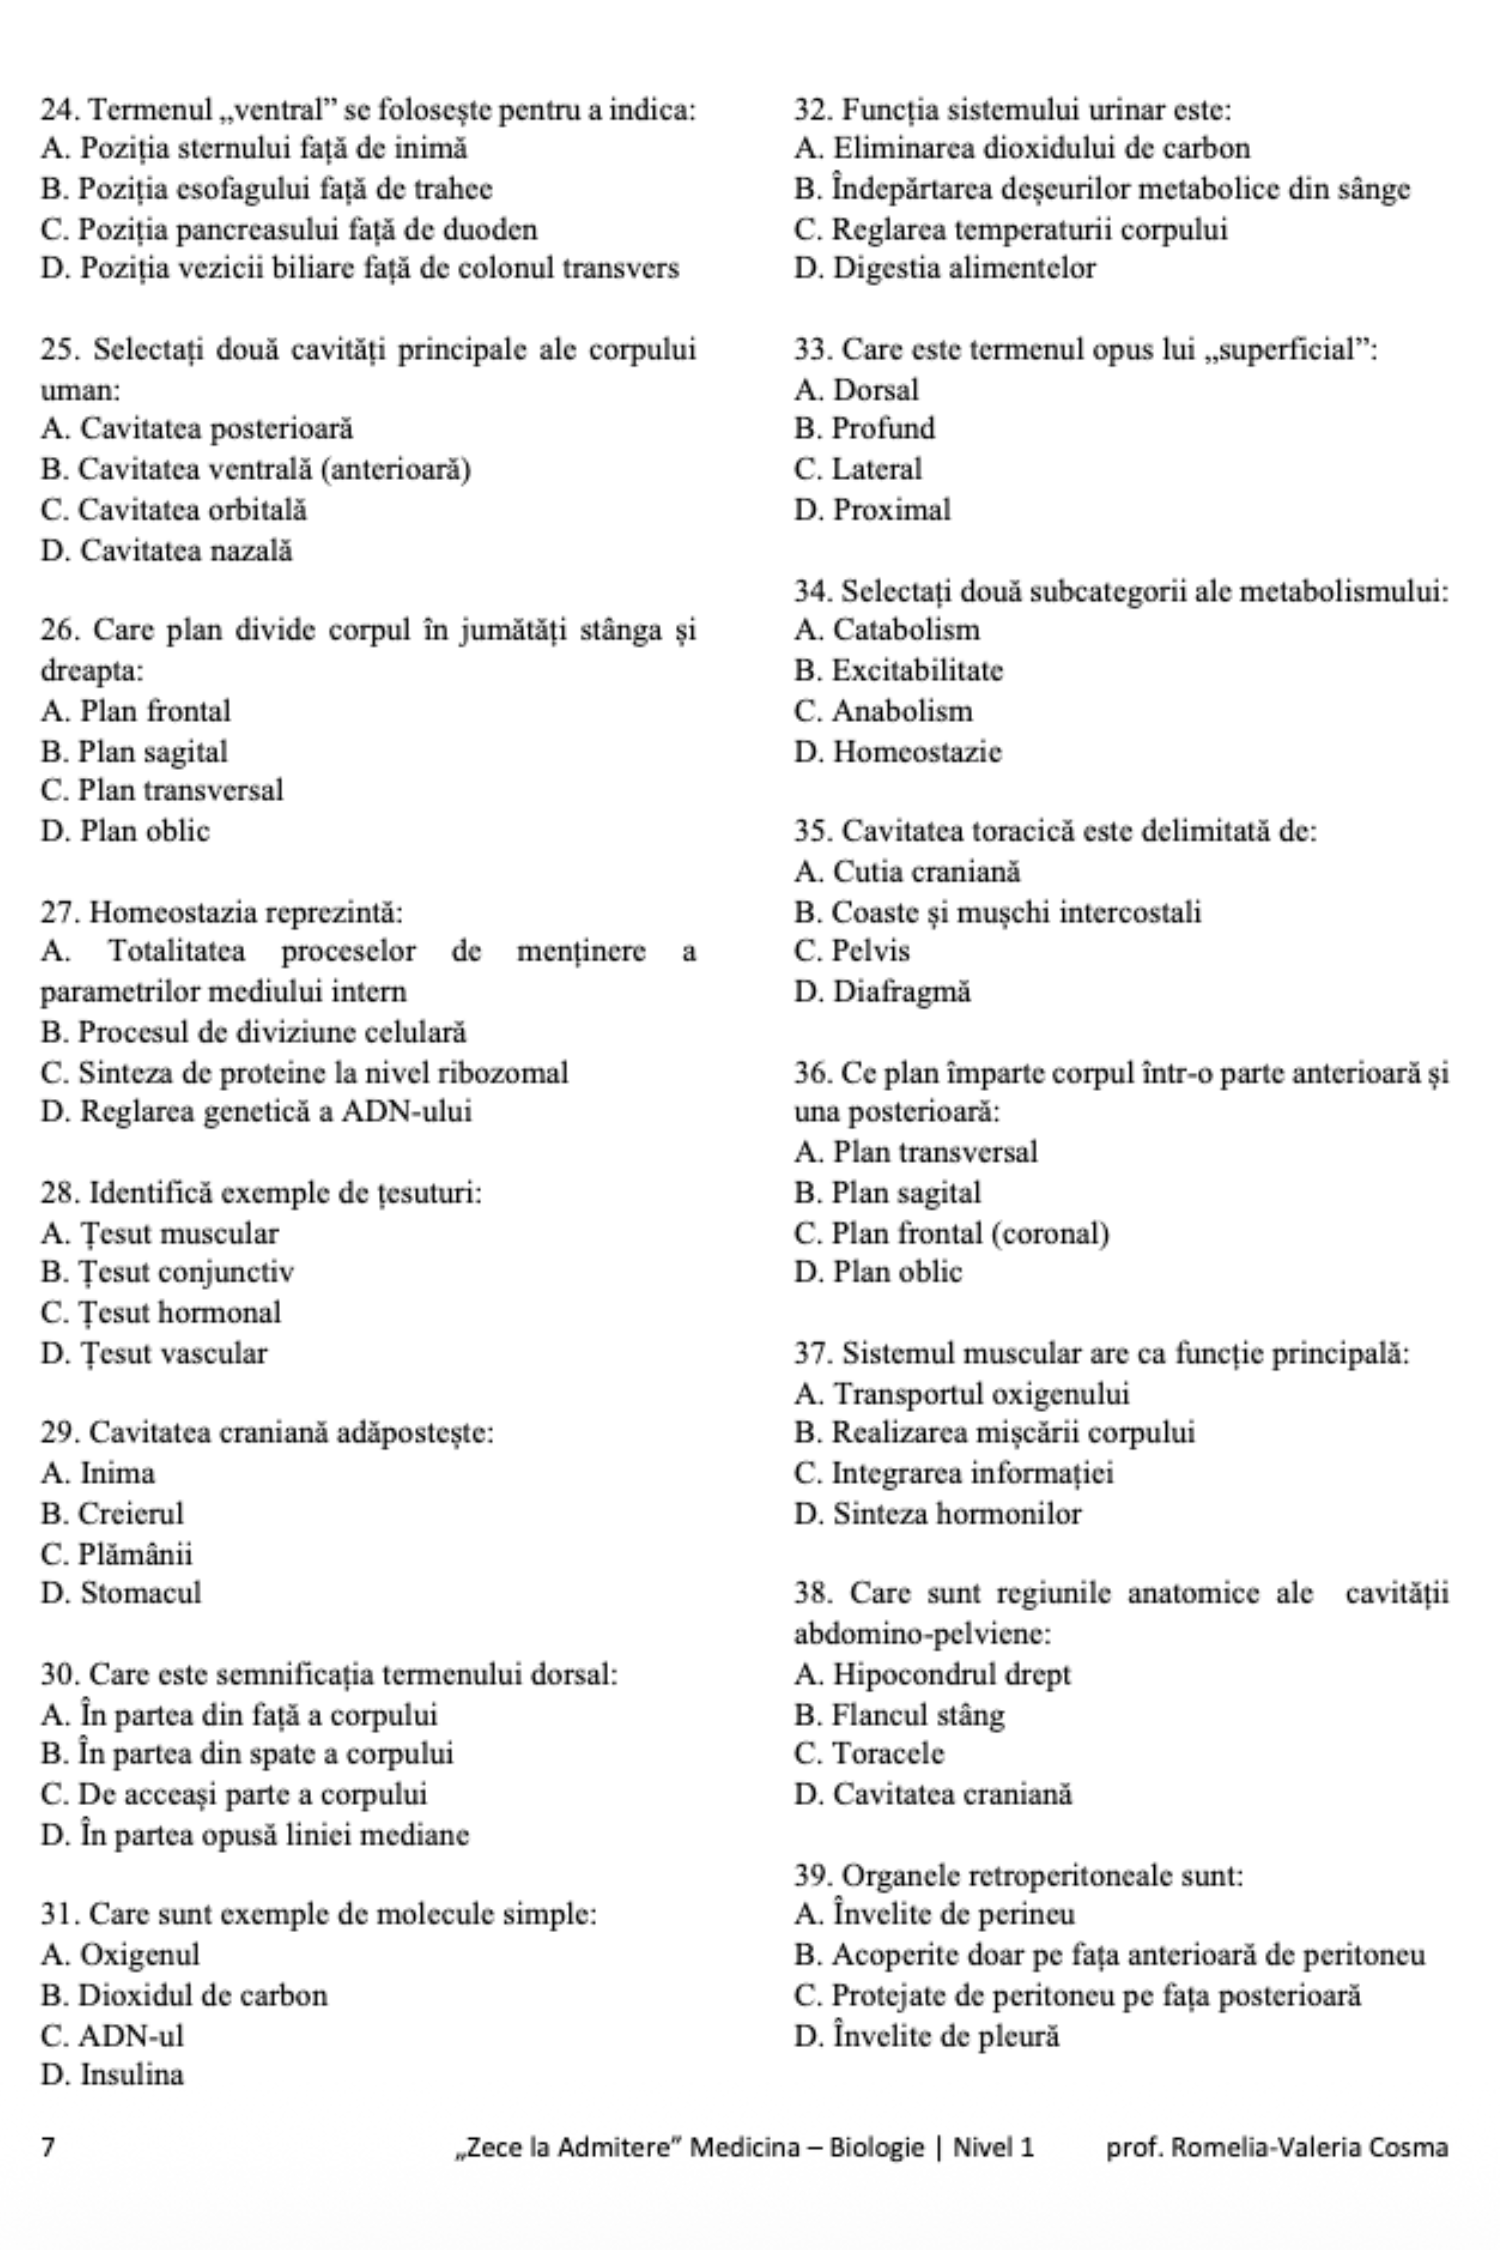 24. Termenul „ventral” se folosește pentru a indica:
A. Poziția sternului față de inimă
B. Poziția esofagului față de trahee
C. Poziția pancreasului față de duoden
D. Poziția vezicii biliare față de colonul transvers
25. Selectați două cavități principale ale corpului
uman:
A. Cavitatea posterioară
B. Cavitatea ventrală (anterioară)
C. Cavitatea orbitală
D. Cavitatea nazală
26. Care plan divide corpul în jumătăți stânga și
dreapta:
A. Plan frontal
B. Plan sagital
C. Plan transversal
D. Plan oblic
27. Homeostazia reprezintă:
A. Totalitatea proceselor de menținere a
parametrilor mediului intern
B. Procesul de diviziune celulară
C. Sinteza de proteine la nivel ribozomal
D. Reglarea genetică a ADN-ului
28. Identifică exemple de țesuturi:
A. Țesut muscular
B. Țesut conjunctiv
C. Țesut hormonal
D. Țesut vascular
29. Cavitatea craniană adăpostește:
A. Inima
B. Creierul
C. Plămânii
D. Stomacul
30. Care este semnificația termenului dorsal:
A. În partea din față a corpului
B. În partea din spate a corpului
C. De acceași parte a corpului
D. În partea opusă liniei mediane
31. Care sunt exemple de molecule simple:
A. Oxigenul
B. Dioxidul de carbon
C. ADN-ul
D. Insulina
32. Funcția sistemului urinar este:
A. Eliminarea dioxidului de carbon
B. Îndepărtarea deșeurilor metabolice din sânge
C. Reglarea temperaturii corpului
D. Digestia alimentelor
33. Care este termenul opus lui „superficial”:
A. Dorsal
B. Profund
C. Lateral
D. Proximal
34. Selectați două subcategorii ale metabolismului:
A. Catabolism
B. Excitabilitate
C. Anabolism
D. Homeostazie
35. Cavitatea toracică este delimitată de:
A. Cutia craniană
B. Coaste și mușchi intercostali
C. Pelvis
D. Diafragmă
36. Ce plan împarte corpul într-o parte anterioară și
una posterioară:
A. Plan transversal
B. Plan sagital
C. Plan frontal (coronal)
D. Plan oblic
37. Sistemul muscular are ca funcție principală:
A. Transportul oxigenului
B. Realizarea mișcării corpului
C. Integrarea informației
D. Sinteza hormonilor
38. Care sunt regiunile anatomice ale cavității
abdomino-pelviene:
A. Hipocondrul drept
B. Flancul stâng
C. Toracele
D. Cavitatea craniană
39. Organele retroperitoneale sunt:
A. Învelite de perineu
B. Acoperite doar pe fața anterioară de peritoneu
C. Protejate de peritoneu pe fața posterioară
D. Învelite de pleură
7 „Zece la Admitere” Medicina – Biologie | Nivel 1 prof. Romelia-Valeria Cosma